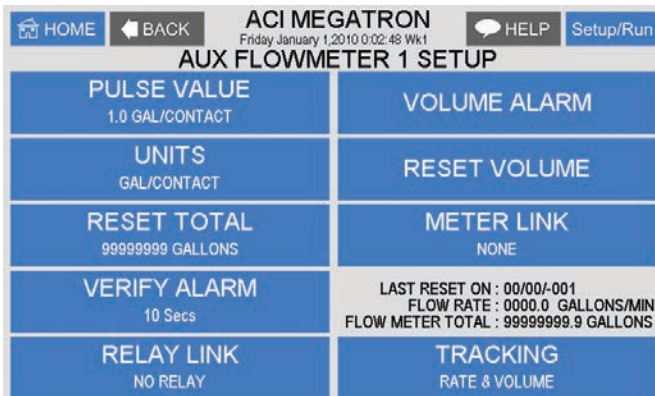 HOME
BACK
ACI MEGATRON
Friday January 1,2010 0:02:48 Wk1
HELP
Setup/Run
AUX FLOWMETER 1 SETUP
PULSE VALUE
1.0 GAL/CONTACT
VOLUME ALARM
UNITS
GAL/CONTACT
RESET VOLUME
RESET TOTAL
99999999 GALLONS
METER LINK
NONE
VERIFY ALARM
10 Secs
LAST RESET ON : 00/00/-001
FLOW RATE : 0000.0 GALLONS/MIN
FLOW METER TOTAL : 99999999.9 GALLONS
RELAY LINK
NO RELAY
TRACKING
RATE & VOLUME